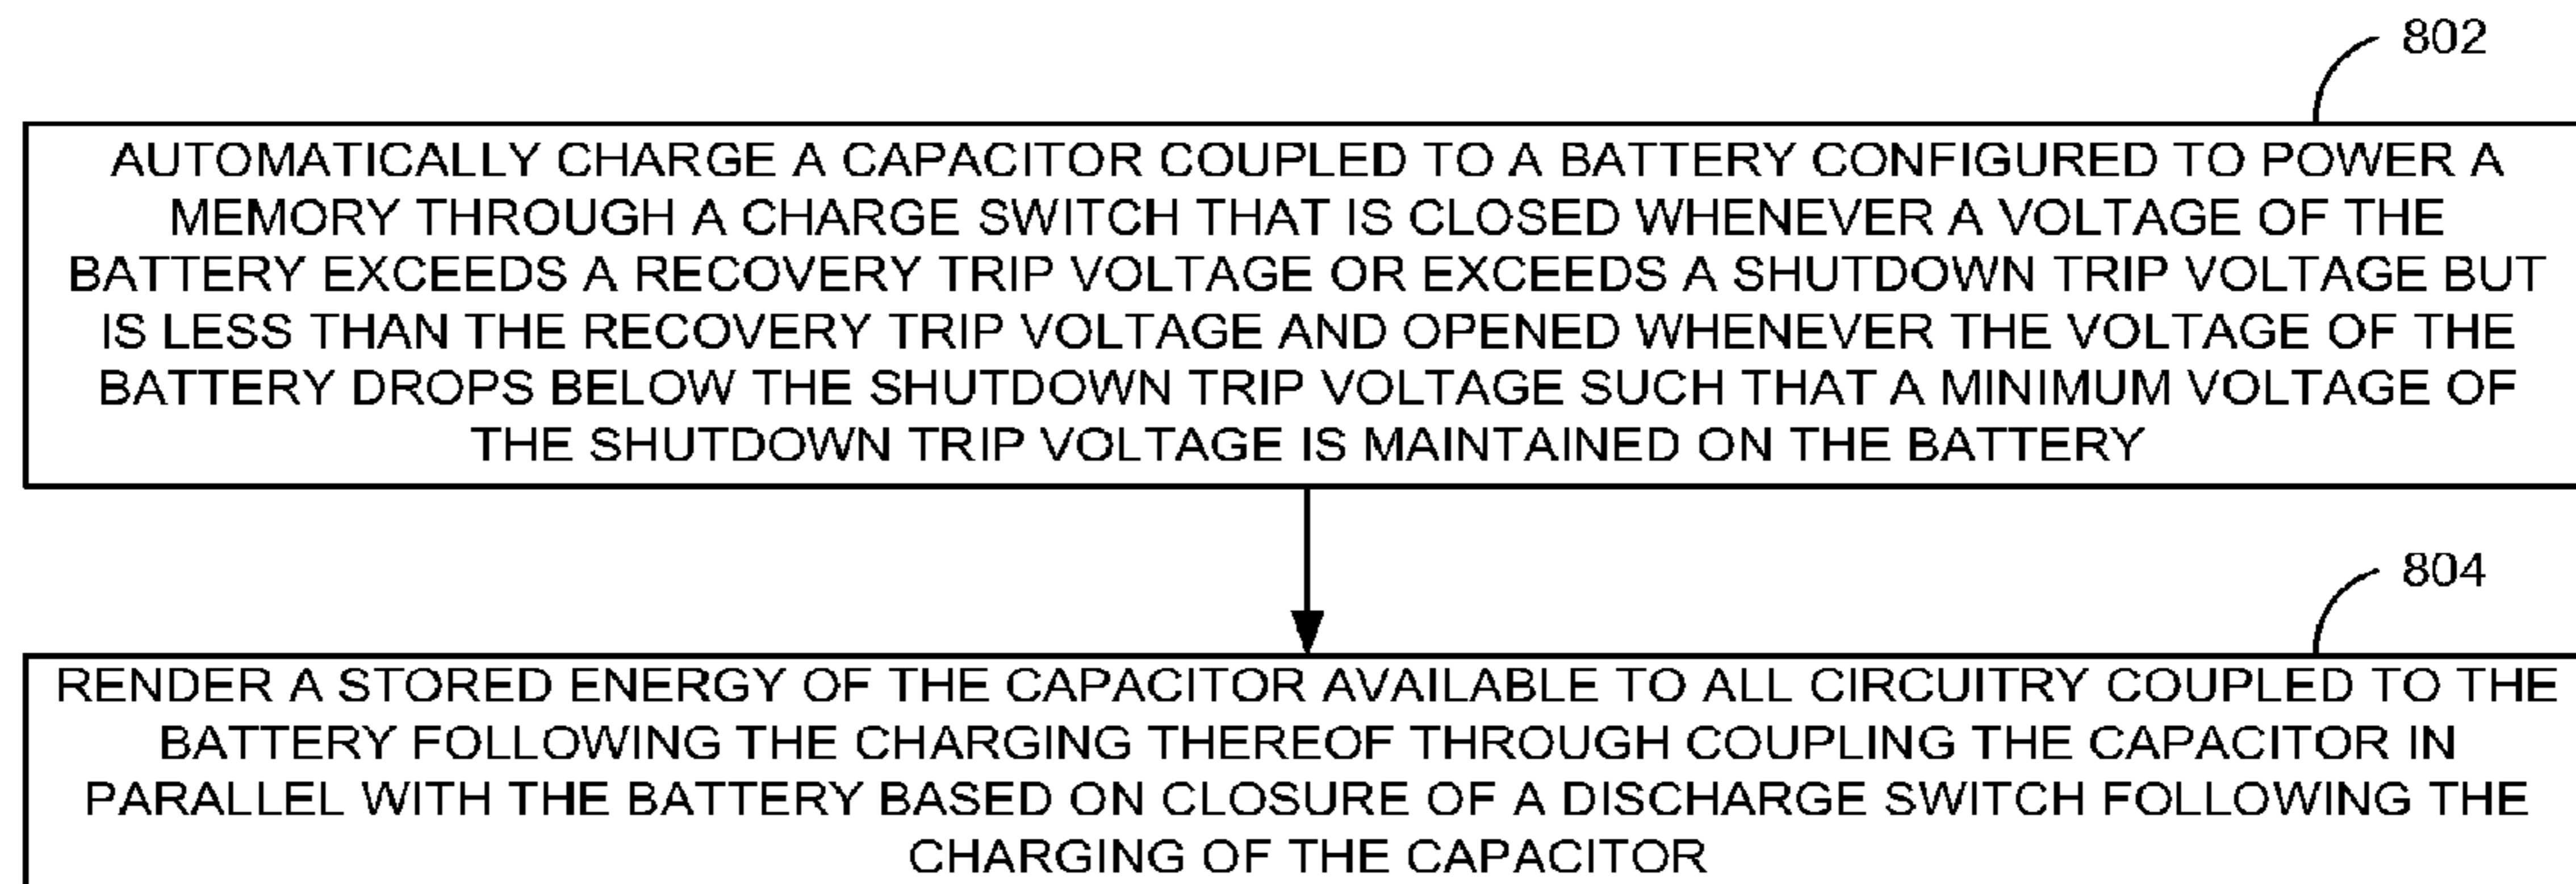 802
AUTOMATICALLY CHARGE A CAPACITOR COUPLED TO A BATTERY CONFIGURED TO POWER A
MEMORY THROUGH A CHARGE SWITCH THAT IS CLOSED WHENEVER A VOLTAGE OF THE
BATTERY EXCEEDS A RECOVERY TRIP VOLTAGE OR EXCEEDS A SHUTDOWN TRIP VOLTAGE BUT
IS LESS THAN THE RECOVERY TRIP VOLTAGE AND OPENED WHENEVER THE VOLTAGE OF THE
BATTERY DROPS BELOW THE SHUTDOWN TRIP VOLTAGE SUCH THAT A MINIMUM VOLTAGE OF
THE SHUTDOWN TRIP VOLTAGE IS MAINTAINED ON THE BATTERY
804
RENDER A STORED ENERGY OF THE CAPACITOR AVAILABLE TO ALL CIRCUITRY COUPLED TO THE
BATTERY FOLLOWING THE CHARGING THEREOF THROUGH COUPLING THE CAPACITOR IN
PARALLEL WITH THE BATTERY BASED ON CLOSURE OF A DISCHARGE SWITCH FOLLOWING THE
CHARGING OF THE CAPACITOR